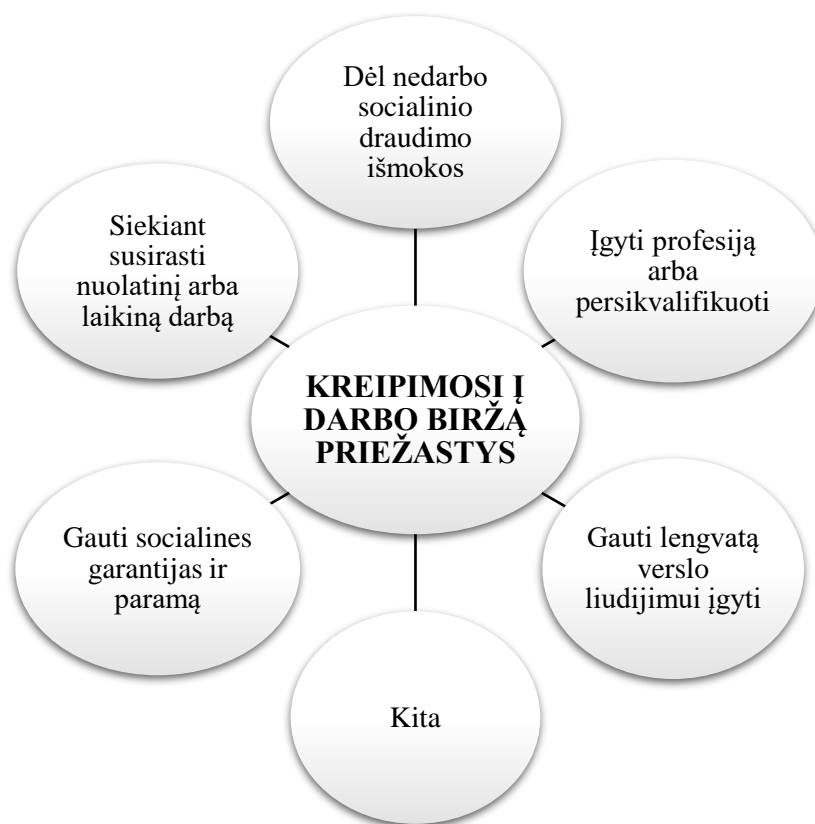 Dėl nedarbo
socialinio
draudimo
išmokos
Įgyti profesiją
arba
persikvalifikuoti
Gauti lengvatą
verslo
liudijimui įgyti
Kita
Gauti socialines
garantijas ir
paramą
Siekiant
susirasti
nuolatinį arba
laikiną darbą
KREIPIMOSI Į
DARBO BIRŽĄ
PRIEŽASTYS